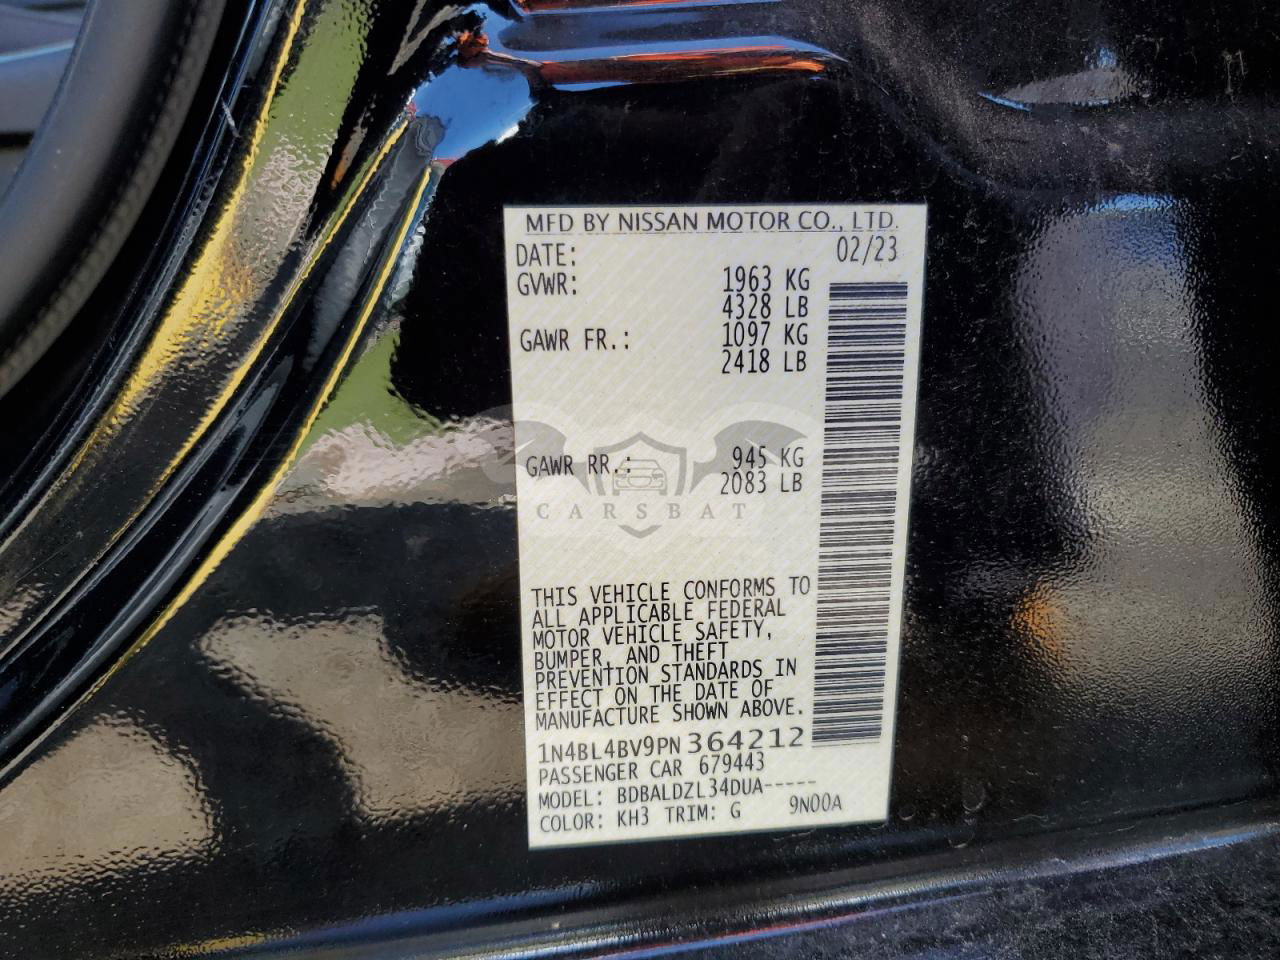 MFD BY NISSAN MOTOR CO., LTD.
DATE: 02/23
GVWR: 1963 KG
4328 LB
GAWR FR.: 1097 KG
2418 LB
GAWR RR.: 945 KG
2083 LB
CARSBAT
THIS VEHICLE CONFORMS TO
ALL APPLICABLE FEDERAL
MOTOR VEHICLE SAFETY,
BUMPER, AND THEFT
PREVENTION STANDARDS IN
EFFECT ON THE DATE OF
MANUFACTURE SHOWN ABOVE.
1N4BL4BV9PN364212
PASSENGER CAR 679443
MODEL: BDBALDZL34DUA-----
COLOR: KH3 TRIM: G 9N00A